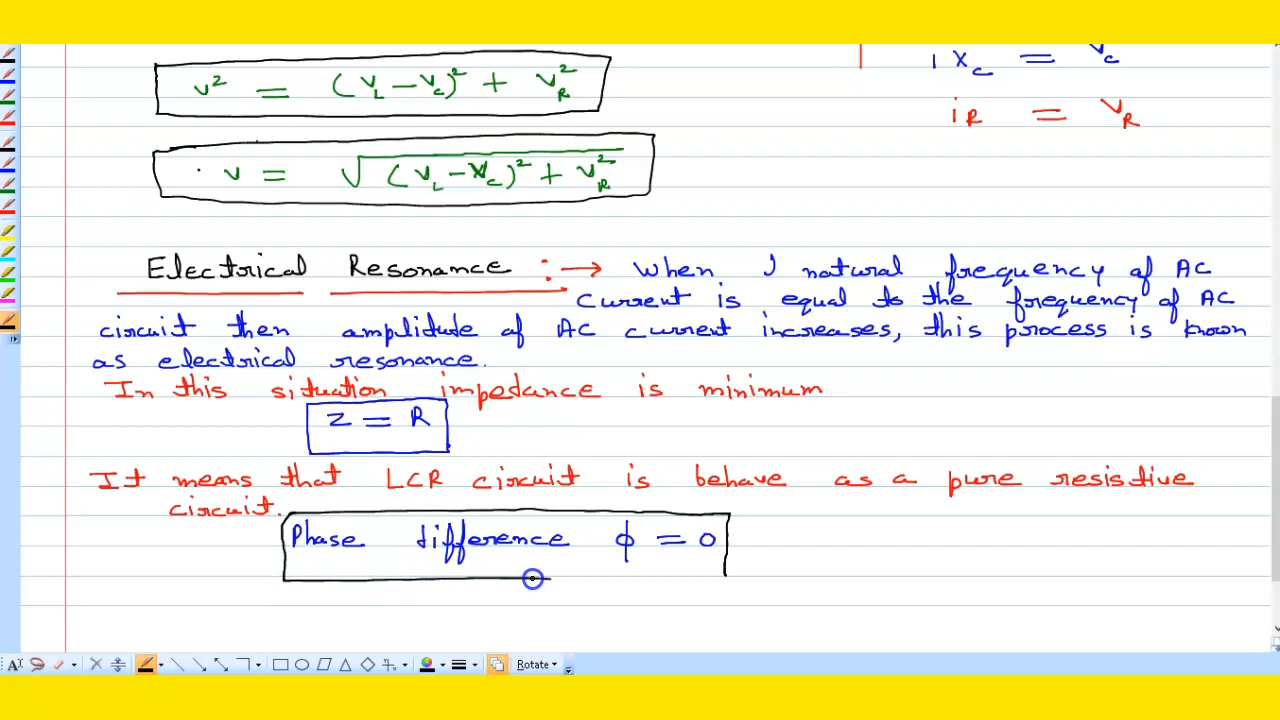 v² = (V_L – V_C)² + V_R²
i X_C = V_C
i R = V_R
v = √(V_L – V_C)² + V_R²
Electrical Resonance :→ When natural frequency of AC
current is equal to the frequency of AC
circuit then amplitude of AC current increases, this process is known
as electrical resonance.
In this situation impedance is minimum
Z = R
It means that LCR circuit is behave as a pure resistive
circuit.
Phase difference ϕ = 0
Rotate